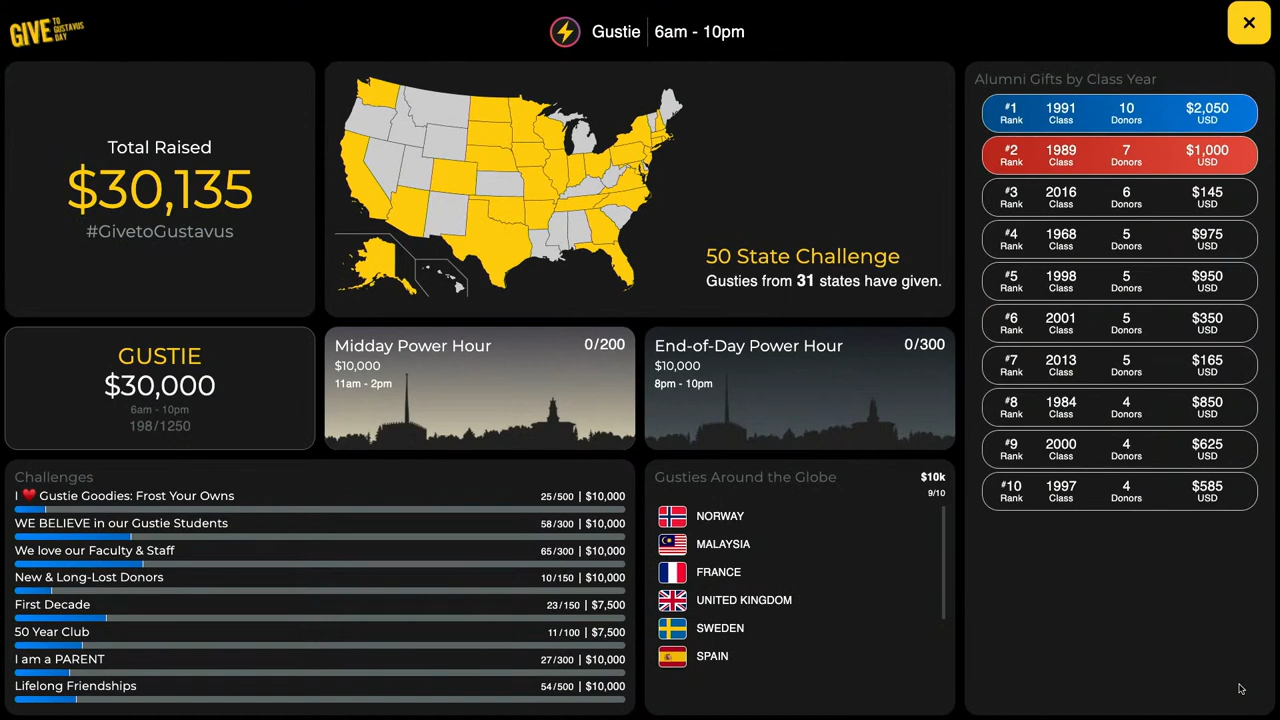 GIVE TO GUSTAVUS DAY
Gustie 6am - 10pm
Total Raised
$30,135
#GivetoGustavus
50 State Challenge
Gusties from 31 states have given.
GUSTIE
$30,000
6am - 10pm
198/1250
Midday Power Hour 0/200
$10,000
11am - 2pm
End-of-Day Power Hour 0/300
$10,000
8pm - 10pm
Challenges
I ❤️ Gustie Goodies: Frost Your Owns 25/500 | $10,000
WE BELIEVE in our Gustie Students 58/300 | $10,000
We love our Faculty & Staff 65/300 | $10,000
New & Long-Lost Donors 10/150 | $10,000
First Decade 23/150 | $7,500
50 Year Club 11/100 | $7,500
I am a PARENT 27/300 | $10,000
Lifelong Friendships 54/500 | $10,000
Gusties Around the Globe $10k
9/10
NORWAY
MALAYSIA
FRANCE
UNITED KINGDOM
SWEDEN
SPAIN
Alumni Gifts by Class Year
#1 1991 10 $2,050
Rank Class Donors USD
#2 1989 7 $1,000
Rank Class Donors USD
#3 2016 6 $145
Rank Class Donors USD
#4 1968 5 $975
Rank Class Donors USD
#5 1998 5 $950
Rank Class Donors USD
#6 2001 5 $350
Rank Class Donors USD
#7 2013 5 $165
Rank Class Donors USD
#8 1984 4 $850
Rank Class Donors USD
#9 2000 4 $625
Rank Class Donors USD
#10 1997 4 $585
Rank Class Donors USD